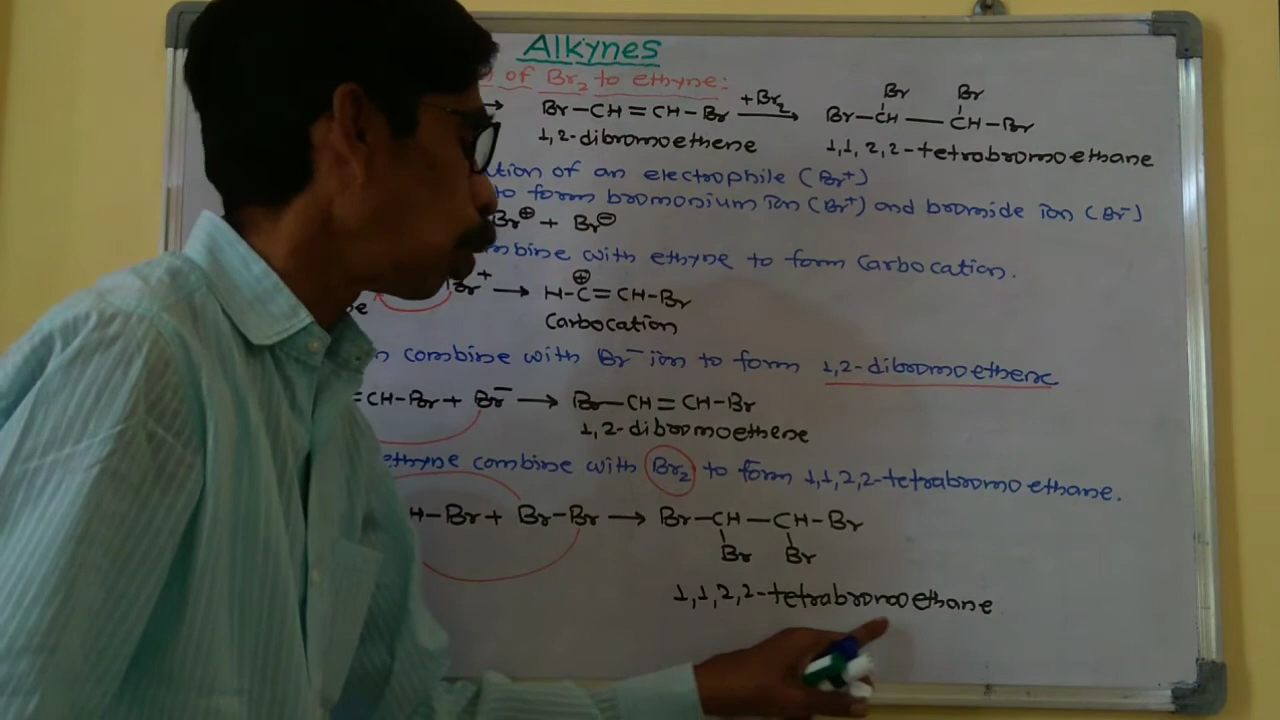 Alkynes
of Br2 to ethyne:
Br Br
Br-CH=CH-Br +Br2 → Br-CH—CH-Br
1,2-dibromoethene 1,1,2,2-tetrabromoethane
tion of an electrophile (Br+)
to form bromonium Ion (Br+) and bromide ion (Br-)
Br⊕ + Br⊖
mbine with ethyne to form Carbocation.
Br+ → H-C⊕=CH-Br
Carbocation
n combine with Br- ion to form 1,2-dibromoethene
=CH-Br + Br- → Br-CH=CH-Br
1,2-dibromoethene
ethyne combine with Br2 to form 1,1,2,2-tetrabromoethane.
H-Br + Br-Br → Br-CH-CH-Br
Br Br
1,1,2,2-tetrabromoethane